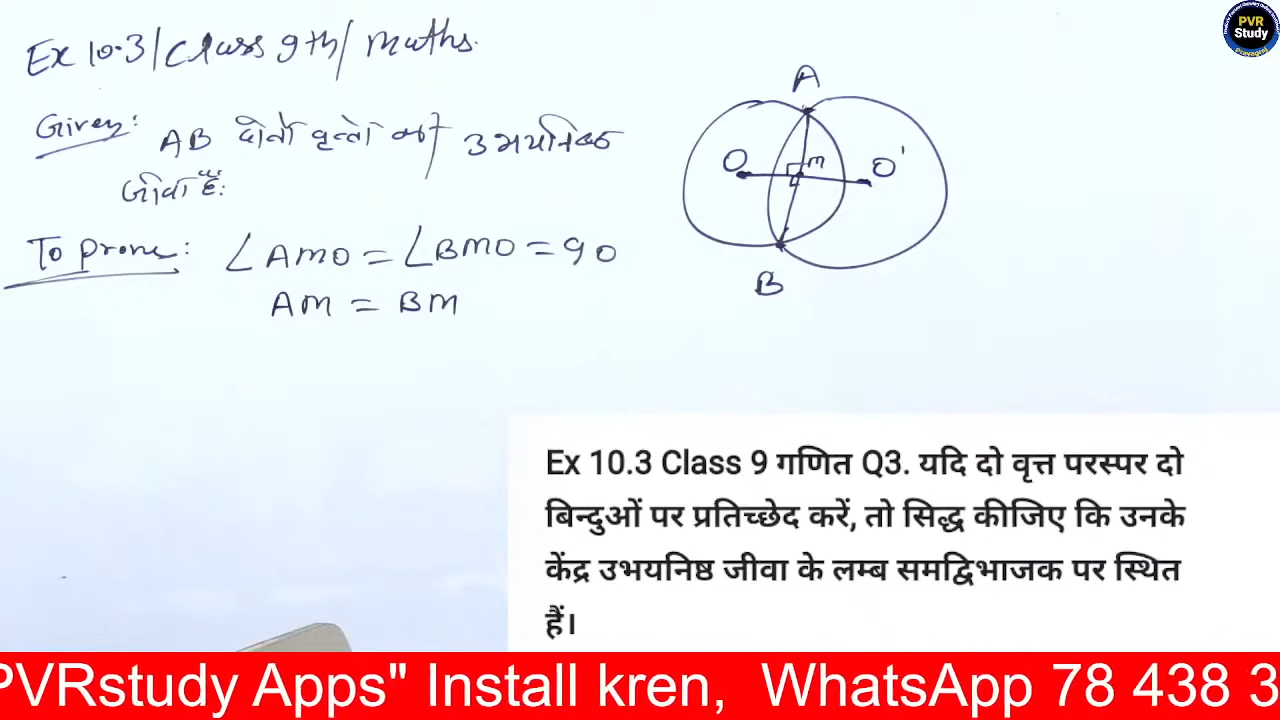 Ex 10.3/Class 9th/Maths.
PVR
Study
Prayagraj
Given: AB दोनों वृत्तों की उभयनिष्ठ
जीवा है:
To Prove: ∠AMO = ∠BMO = 90
AM = BM
A
O
M
O'
B
Ex 10.3 Class 9 गणित Q3. यदि दो वृत्त परस्पर दो
बिन्दुओं पर प्रतिच्छेद करें, तो सिद्ध कीजिए कि उनके
केंद्र उभयनिष्ठ जीवा के लम्ब समद्विभाजक पर स्थित
हैं।
PVRstudy Apps" Install kren, WhatsApp 78 438 3